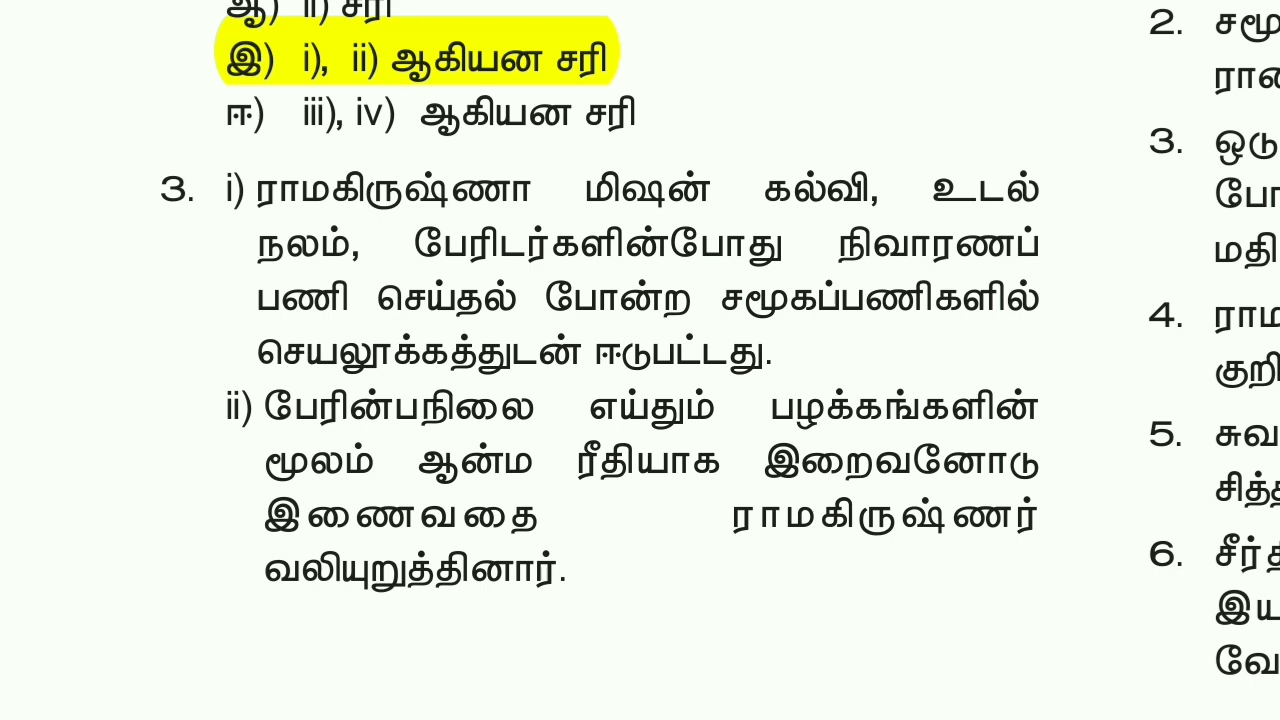 ஆ) ii) சரி
இ) i), ii) ஆகியன சரி
ஈ) iii), iv) ஆகியன சரி
3. i) ராமகிருஷ்ணா மிஷன் கல்வி, உடல்
நலம், பேரிடர்களின்போது நிவாரணப்
பணி செய்தல் போன்ற சமூகப்பணிகளில்
செயலூக்கத்துடன் ஈடுபட்டது.
ii) பேரின்பநிலை எய்தும் பழக்கங்களின்
மூலம் ஆன்ம ரீதியாக இறைவனோடு
இணைவதை ராமகிருஷ்ணர்
வலியுறுத்தினார்.
2.
3.
4.
5.
6.